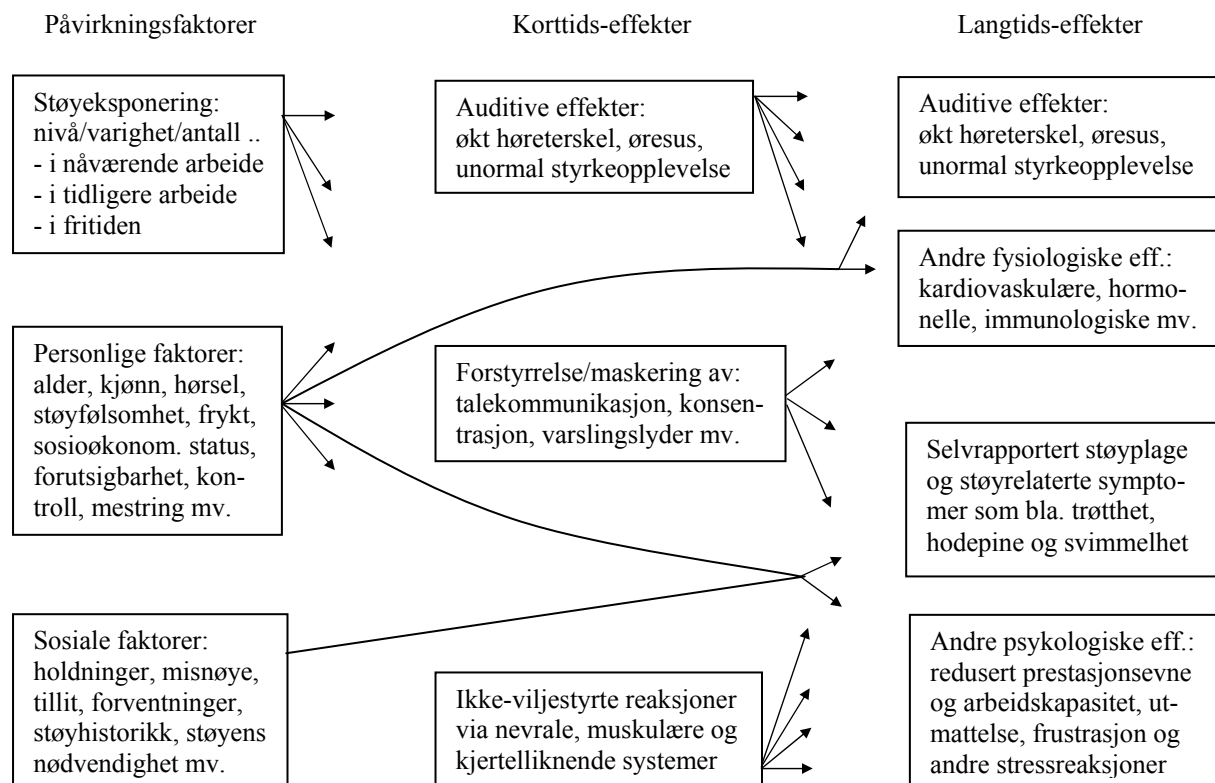 Påvirkningsfaktorer
Støyeksponering:
nivå/varighet/antall ..
- i nåværende arbeide
- i tidligere arbeide
- i fritiden
Personlige faktorer:
alder, kjønn, hørsel,
støyfølsomhet, frykt,
sosioøkonom. status,
forutsigbarhet, kon-
troll, mestring mv.
Sosiale faktorer:
holdninger, misnøye,
tillit, forventninger,
støyhistorikk, støyens
nødvendighet mv.
Korttids-effekter
Auditive effekter:
økt høreterskel, øresus,
unormal styrkeopplevelse
Forstyrrelse/maskering av:
talekommunikasjon, konsen-
trasjon, varslingslyder mv.
Ikke-viljestyrte reaksjoner
via nevrale, muskulære og
kjertelliknende systemer
Langtids-effekter
Auditive effekter:
økt høreterskel, øresus,
unormal styrkeopplevelse
Andre fysiologiske eff.:
kardiovaskulære, hormo-
nelle, immunologiske mv.
Selvrapportert støyplage
og støyrelaterte sympto-
mer som bla. trøtthet,
hodepine og svimmelhet
Andre psykologiske eff.:
redusert prestasjonsevne
og arbeidskapasitet, ut-
mattelse, frustrasjon og
andre stressreaksjoner